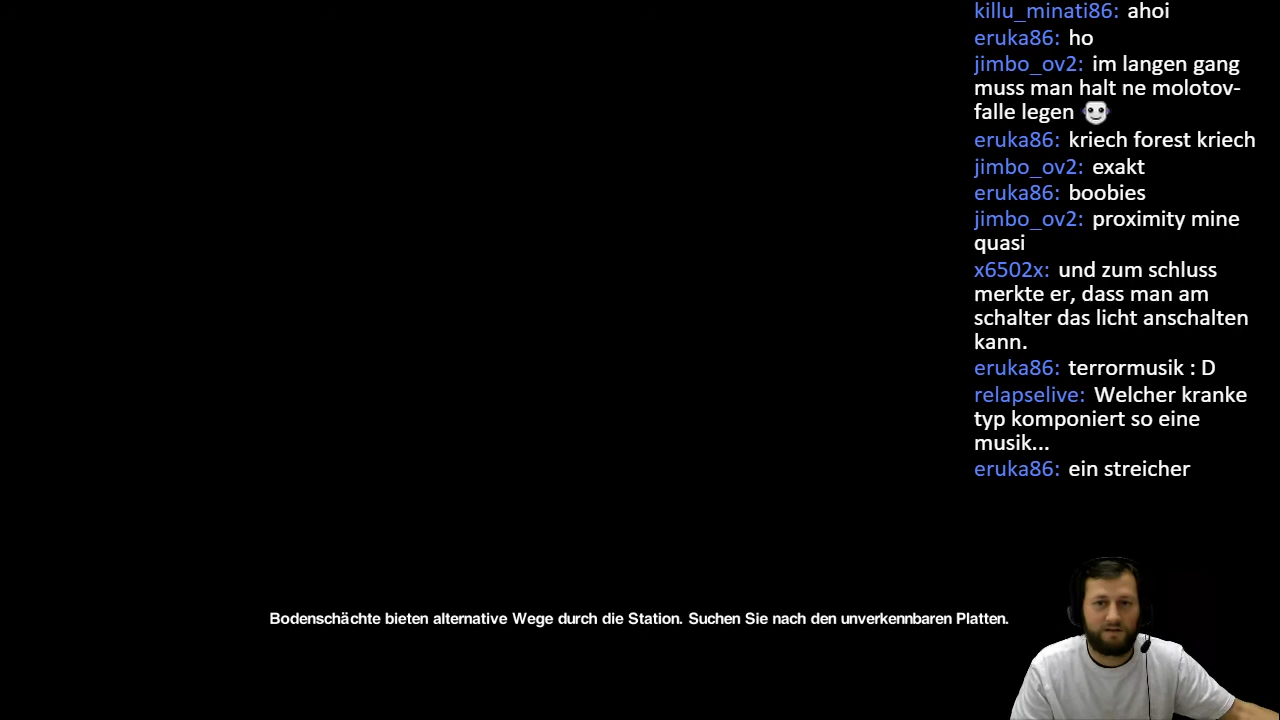 killu_minati86: ahoi
eruka86: ho
jimbo_ov2: im langen gang
muss man halt ne molotov-
falle legen
eruka86: kriech forest kriech
jimbo_ov2: exakt
eruka86: boobies
jimbo_ov2: proximity mine
quasi
x6502x: und zum schluss
merkte er, dass man am
schalter das licht anschalten
kann.
eruka86: terrormusik : D
relapselive: Welcher kranke
typ komponiert so eine
musik...
eruka86: ein streicher
Bodenschächte bieten alternative Wege durch die Station. Suchen Sie nach den unverkennbaren Platten.